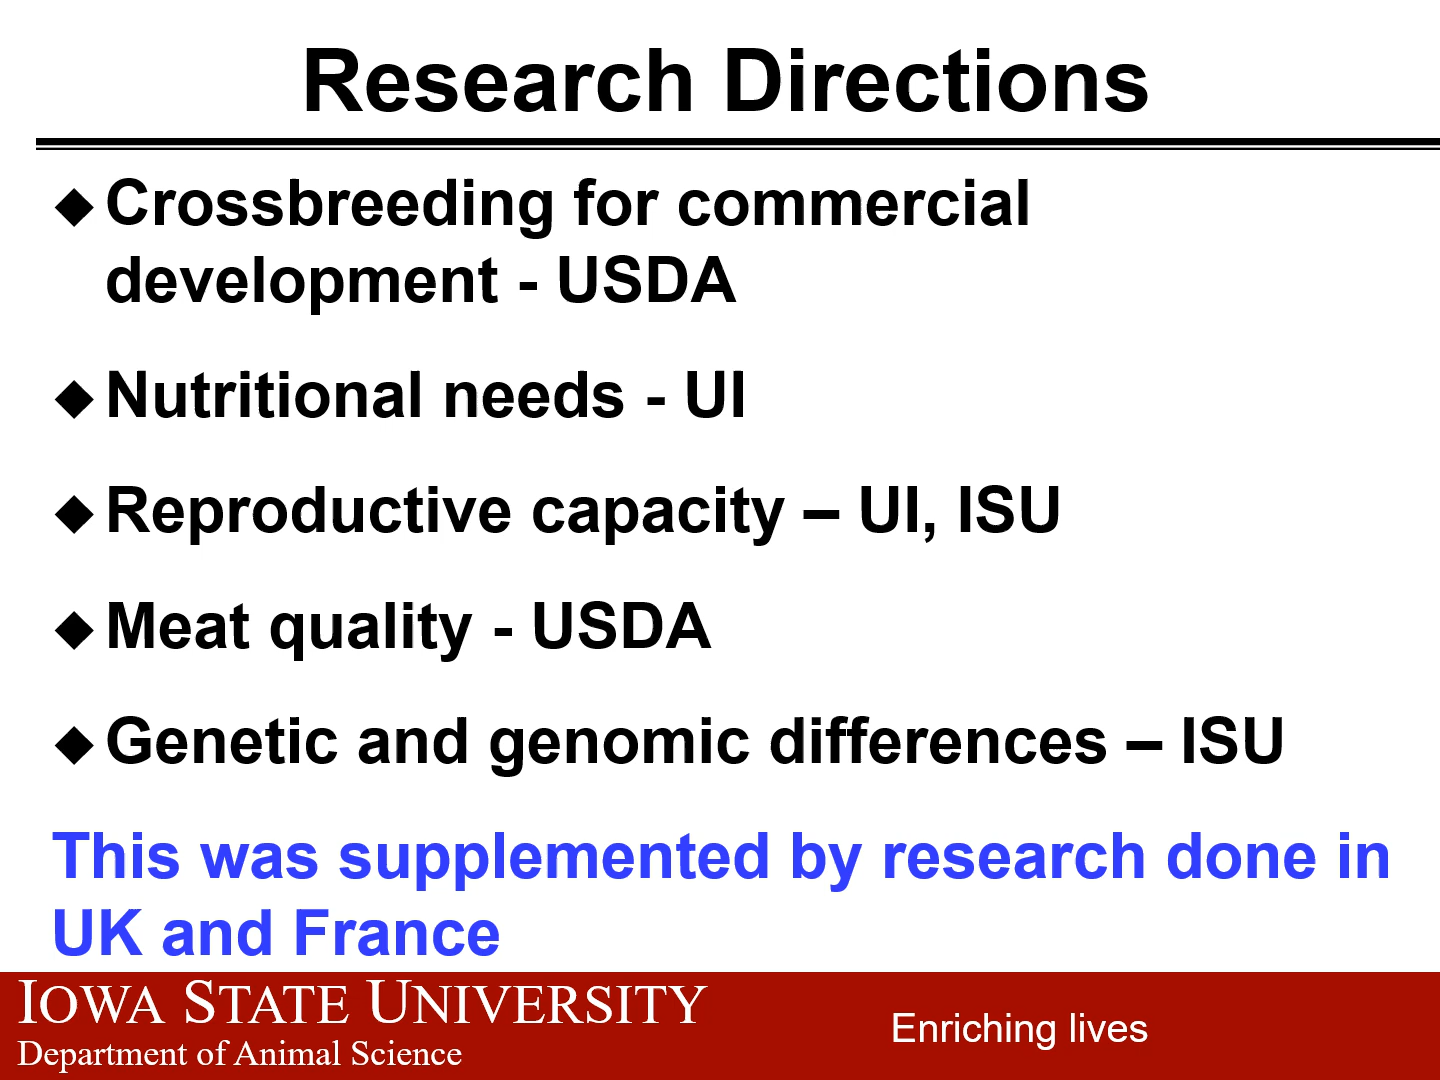 Research Directions
◆ Crossbreeding for commercial
development - USDA
◆ Nutritional needs - UI
◆ Reproductive capacity – UI, ISU
◆ Meat quality - USDA
◆ Genetic and genomic differences – ISU
This was supplemented by research done in
UK and France
IOWA STATE UNIVERSITY
Department of Animal Science
Enriching lives